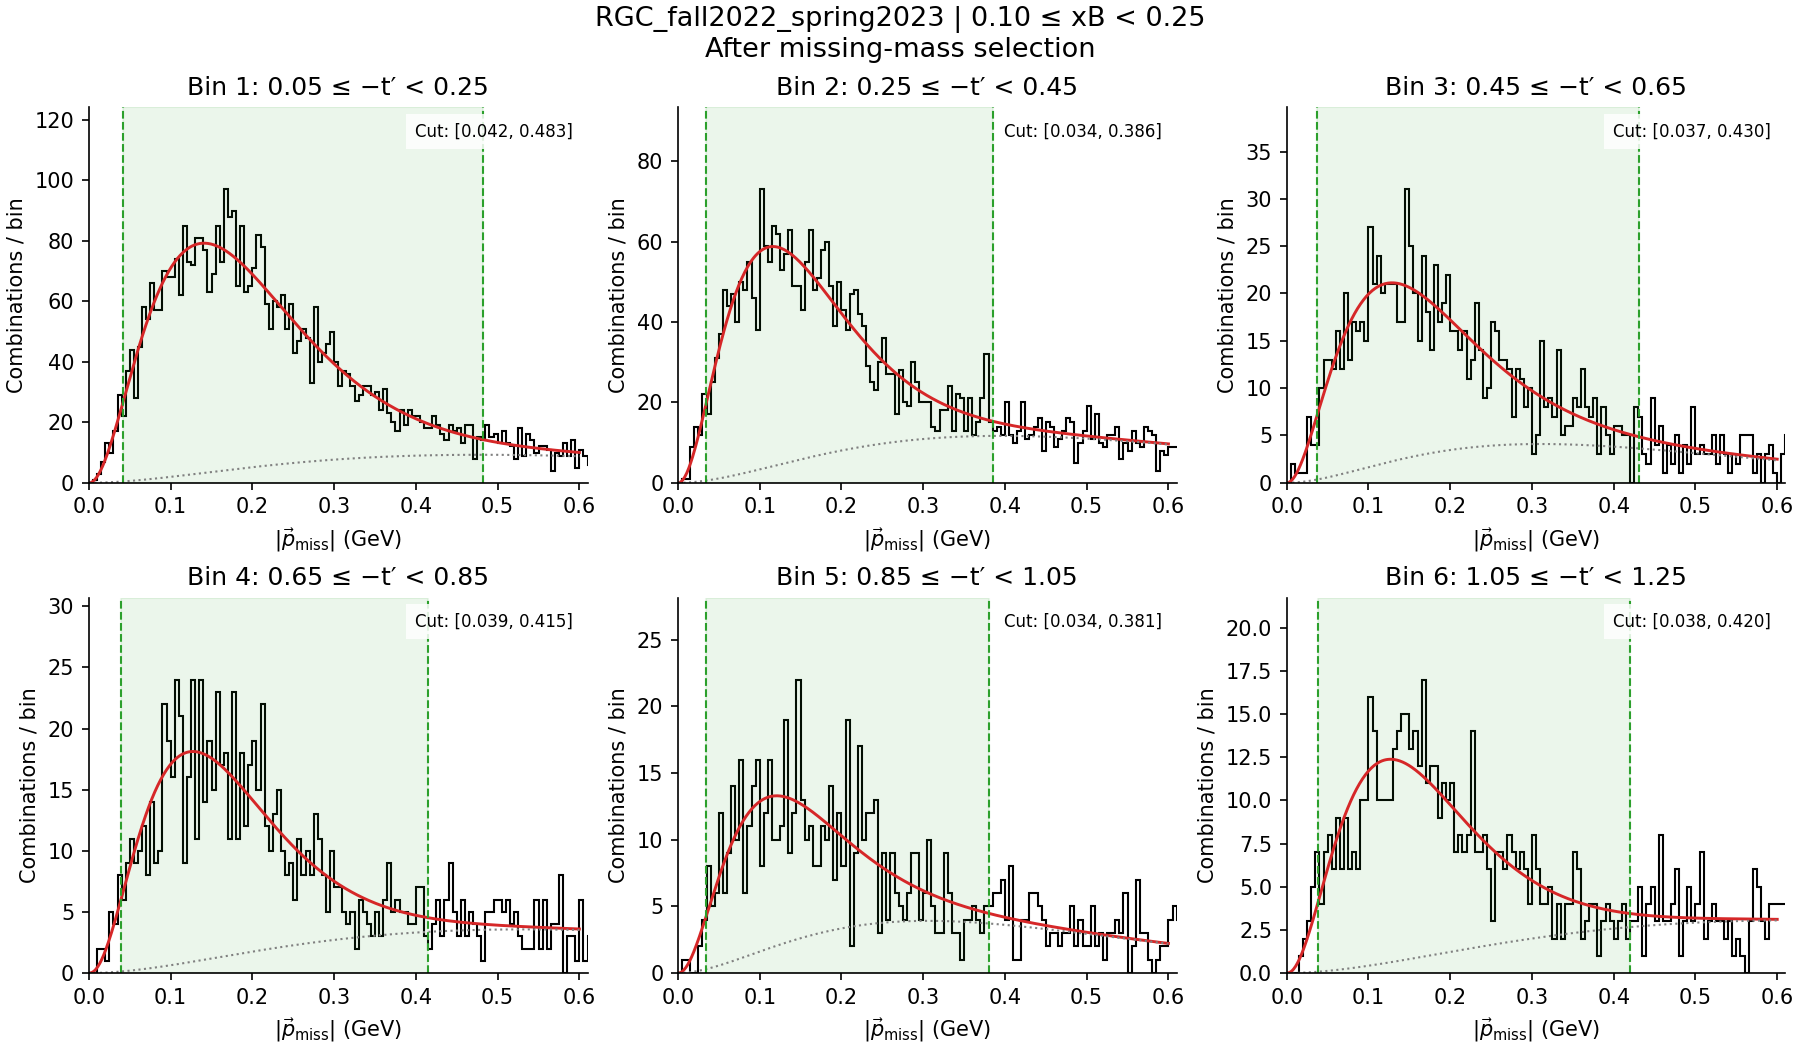 RGC_fall2022_spring2023 | 0.10 ≤ xB < 0.25
After missing-mass selection
Bin 1: 0.05 ≤ −t′ < 0.25
Cut: [0.042, 0.483]
Combinations / bin
120
100
80
60
40
20
0
0.0 0.1 0.2 0.3 0.4 0.5 0.6
|p⃗miss| (GeV)
Bin 2: 0.25 ≤ −t′ < 0.45
Cut: [0.034, 0.386]
Combinations / bin
80
60
40
20
0
0.0 0.1 0.2 0.3 0.4 0.5 0.6
|p⃗miss| (GeV)
Bin 3: 0.45 ≤ −t′ < 0.65
Cut: [0.037, 0.430]
Combinations / bin
35
30
25
20
15
10
5
0
0.0 0.1 0.2 0.3 0.4 0.5 0.6
|p⃗miss| (GeV)
Bin 4: 0.65 ≤ −t′ < 0.85
Cut: [0.039, 0.415]
Combinations / bin
30
25
20
15
10
5
0
0.0 0.1 0.2 0.3 0.4 0.5 0.6
|p⃗miss| (GeV)
Bin 5: 0.85 ≤ −t′ < 1.05
Cut: [0.034, 0.381]
Combinations / bin
25
20
15
10
5
0
0.0 0.1 0.2 0.3 0.4 0.5 0.6
|p⃗miss| (GeV)
Bin 6: 1.05 ≤ −t′ < 1.25
Cut: [0.038, 0.420]
Combinations / bin
20.0
17.5
15.0
12.5
10.0
7.5
5.0
2.5
0.0
0.0 0.1 0.2 0.3 0.4 0.5 0.6
|p⃗miss| (GeV)